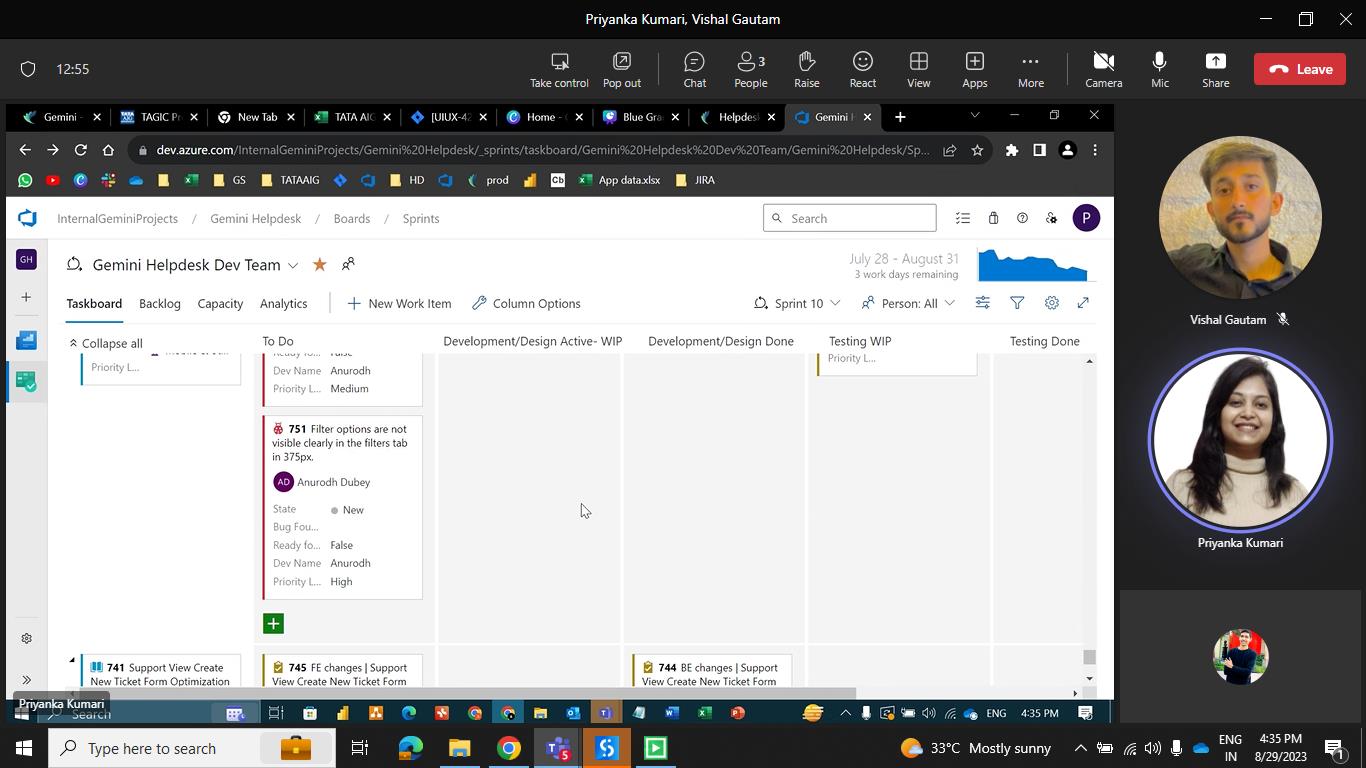 Priyanka Kumari, Vishal Gautam
12:55
Take control
Pop out
Chat
3
People
Raise
React
View
Apps
More
Camera
Mic
Share
Leave
Gemini -
TAGIC Pr
New Tab
TATA AIG
[UIUX-42
Home -
Blue Gra
Helpdesk
Gemini H
dev.azure.com/InternalGeminiProjects/Gemini%20Helpdesk/_sprints/taskboard/Gemini%20Helpdesk%20Dev%20Team/Gemini%20Helpdesk/Sp...
GS
TATAAIG
HD
prod
Cb
App data.xlsx
JIRA
InternalGeminiProjects / Gemini Helpdesk / Boards / Sprints
Search
P
GH
Gemini Helpdesk Dev Team
July 28 - August 31
3 work days remaining
Taskboard
Backlog
Capacity
Analytics
New Work Item
Column Options
Sprint 10
Person: All
Collapse all
To Do
Development/Design Active- WIP
Development/Design Done
Testing WIP
Testing Done
Priority L...
Ready fo... False
Dev Name Anurodh
Priority L... Medium
Priority L...
751 Filter options are not
visible clearly in the filters tab
in 375px.
AD Anurodh Dubey
State New
Bug Fou...
Ready fo... False
Dev Name Anurodh
Priority L... High
741 Support View Create
New Ticket Form Optimization
745 FE changes | Support
View Create New Ticket Form
744 BE changes | Support
View Create New Ticket Form
Vishal Gautam
Priyanka Kumari
Priyanka Kumari
Search
ENG
4:35 PM
Type here to search
5
33°C Mostly sunny
ENG
IN
4:35 PM
8/29/2023
1